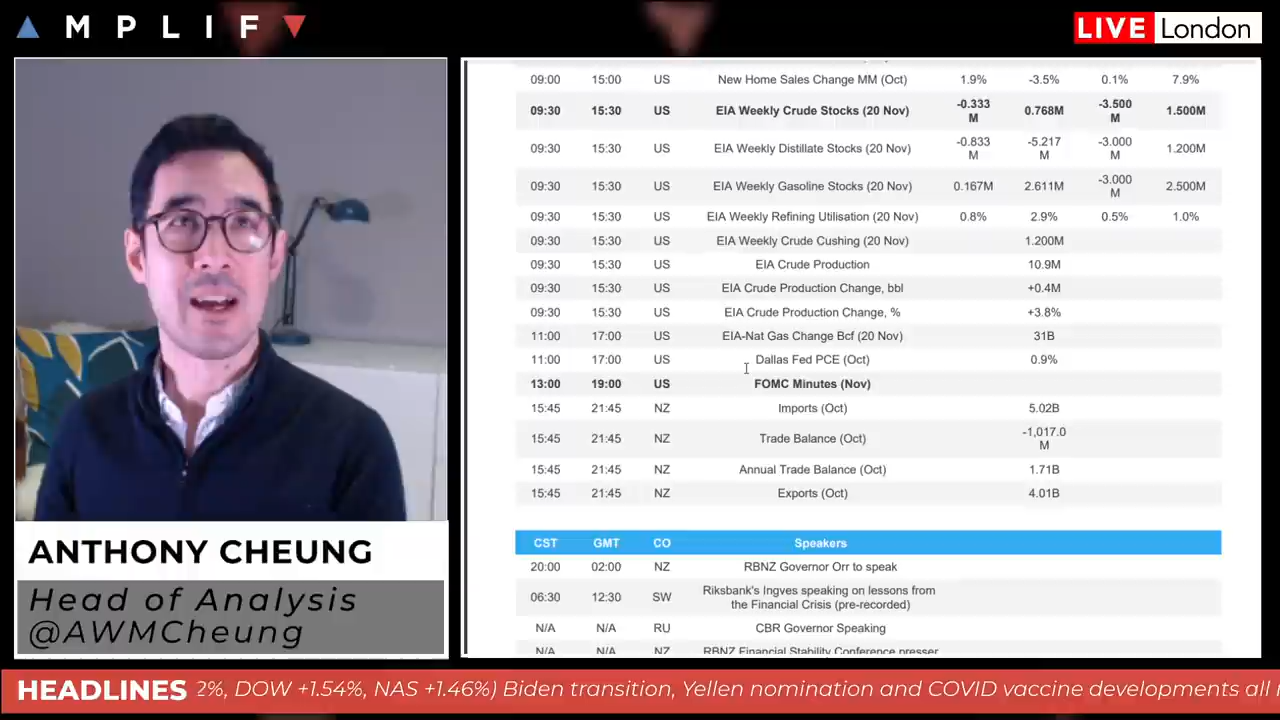 AMPLIFY
LIVE London
09:00 15:00 US New Home Sales Change MM (Oct) 1.9% -3.5% 0.1% 7.9%
09:30 15:30 US EIA Weekly Crude Stocks (20 Nov) -0.333 M 0.768M -3.500 M 1.500M
09:30 15:30 US EIA Weekly Distillate Stocks (20 Nov) -0.833 M -5.217 M -3.000 M 1.200M
09:30 15:30 US EIA Weekly Gasoline Stocks (20 Nov) 0.167M 2.611M -3.000 M 2.500M
09:30 15:30 US EIA Weekly Refining Utilisation (20 Nov) 0.8% 2.9% 0.5% 1.0%
09:30 15:30 US EIA Weekly Crude Cushing (20 Nov) 1.200M
09:30 15:30 US EIA Crude Production 10.9M
09:30 15:30 US EIA Crude Production Change, bbl +0.4M
09:30 15:30 US EIA Crude Production Change, % +3.8%
11:00 17:00 US EIA-Nat Gas Change Bcf (20 Nov) 31B
11:00 17:00 US Dallas Fed PCE (Oct) 0.9%
13:00 19:00 US FOMC Minutes (Nov)
15:45 21:45 NZ Imports (Oct) 5.02B
15:45 21:45 NZ Trade Balance (Oct) -1,017.0 M
15:45 21:45 NZ Annual Trade Balance (Oct) 1.71B
15:45 21:45 NZ Exports (Oct) 4.01B
CST GMT CO Speakers
20:00 02:00 NZ RBNZ Governor Orr to speak
06:30 12:30 SW Riksbank's Ingves speaking on lessons from
the Financial Crisis (pre-recorded)
N/A N/A RU CBR Governor Speaking
N/A N/A NZ RBNZ Financial Stability Conference presser
ANTHONY CHEUNG
Head of Analysis
@AWMCheung
HEADLINES 2%, DOW +1.54%, NAS +1.46%) Biden transition, Yellen nomination and COVID vaccine developments all